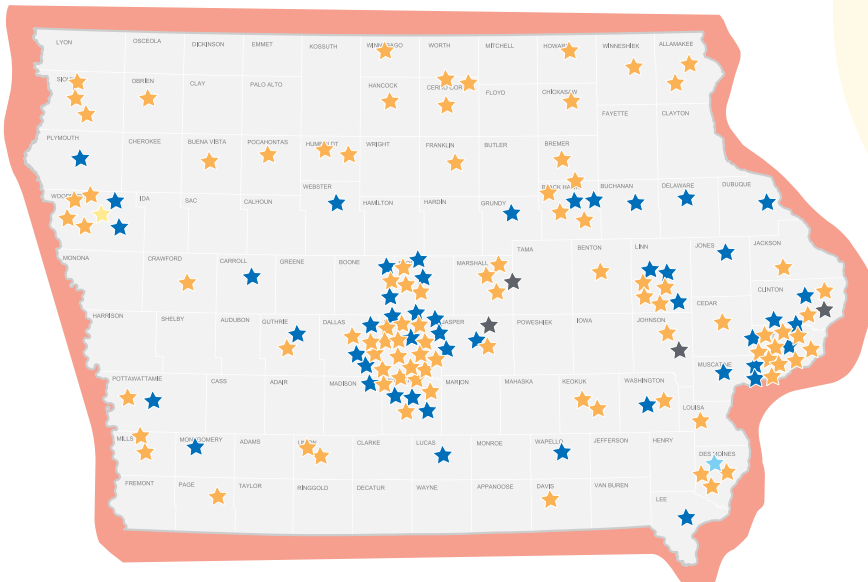 LYON
OSCEOLA
DICKINSON
EMMET
KOSSUTH
WINNEBAGO
WORTH
MITCHELL
HOWARD
WINNESHIEK
ALLAMAKEE
SIOUX
OBRIEN
CLAY
PALO ALTO
HANCOCK
CERRO GOR
FLOYD
CHICKASAW
FAYETTE
CLAYTON
PLYMOUTH
CHEROKEE
BUENA VISTA
POCAHONTAS
HUMBOLDT
WRIGHT
FRANKLIN
BUTLER
BREMER
WOODBURY
IDA
SAC
CALHOUN
WEBSTER
HAMILTON
HARDIN
GRUNDY
BLACK HAWK
BUCHANAN
DELAWARE
DUBUQUE
MONONA
CRAWFORD
CARROLL
GREENE
BOONE
MARSHALL
TAMA
BENTON
LINN
JONES
JACKSON
CLINTON
HARRISON
SHELBY
AUDUBON
GUTHRIE
DALLAS
JASPER
POWESHIEK
IOWA
JOHNSON
CEDAR
MUSCATINE
POTTAWATTAMIE
CASS
ADAIR
MADISON
MARION
MAHASKA
KEOKUK
WASHINGTON
LOUISA
MILLS
MONTGOMERY
ADAMS
UNION
CLARKE
LUCAS
MONROE
WAPELLO
JEFFERSON
HENRY
DES MOINES
FREMONT
PAGE
TAYLOR
RINGGOLD
DECATUR
WAYNE
APPANOOSE
DAVIS
VAN BUREN
LEE